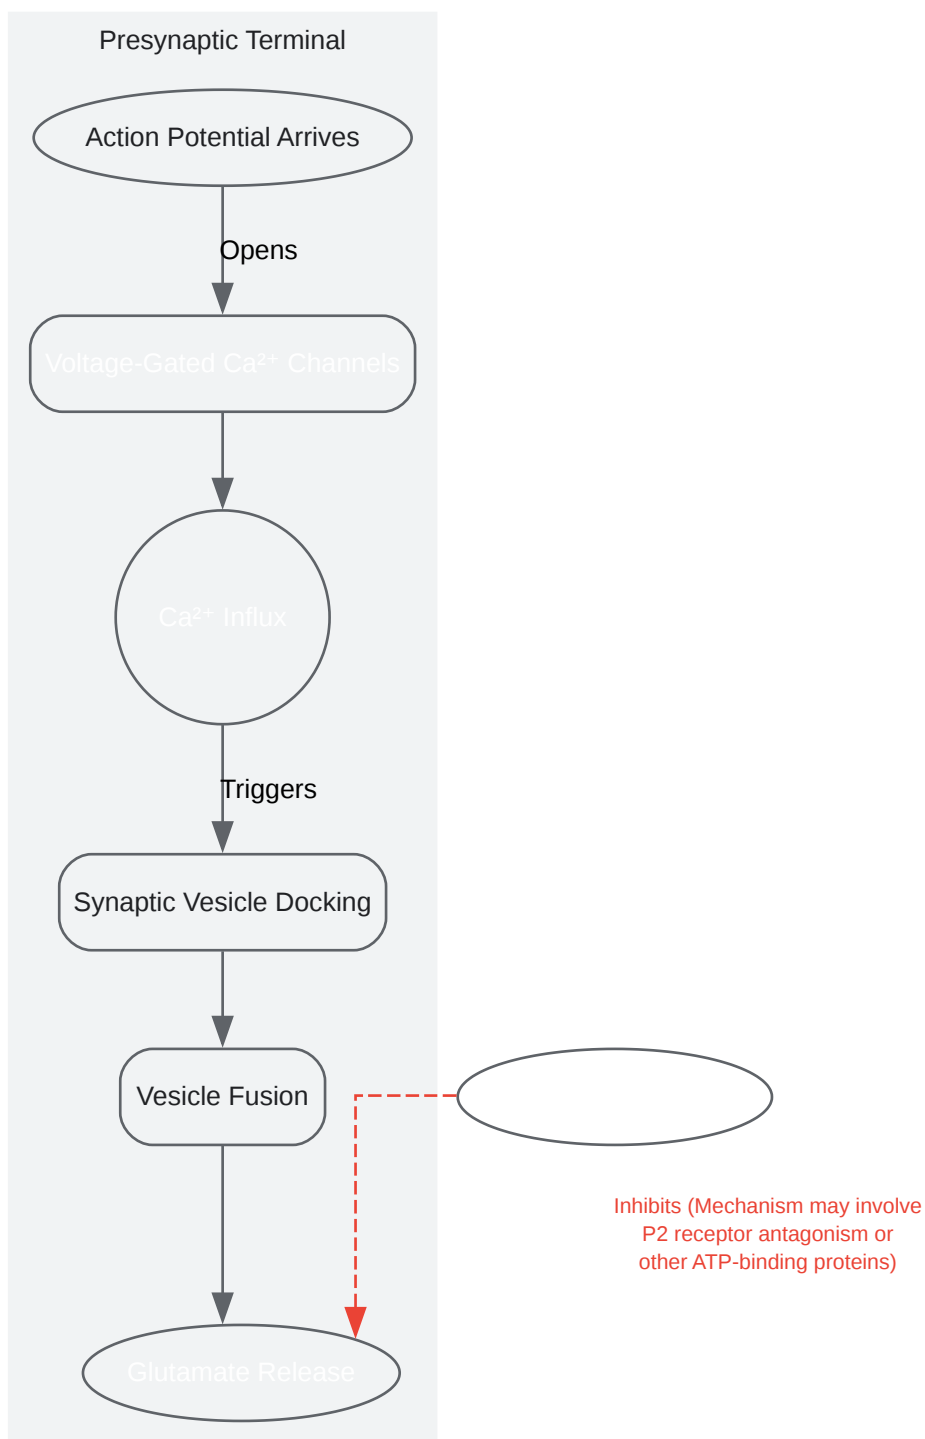 Presynaptic Terminal
Action Potential Arrives
Opens
Voltage-Gated Ca²⁺ Channels
Ca²⁺ Influx
Triggers
Synaptic Vesicle Docking
Vesicle Fusion
Inhibits (Mechanism may involve
P2 receptor antagonism or
other ATP-binding proteins)
Glutamate Release